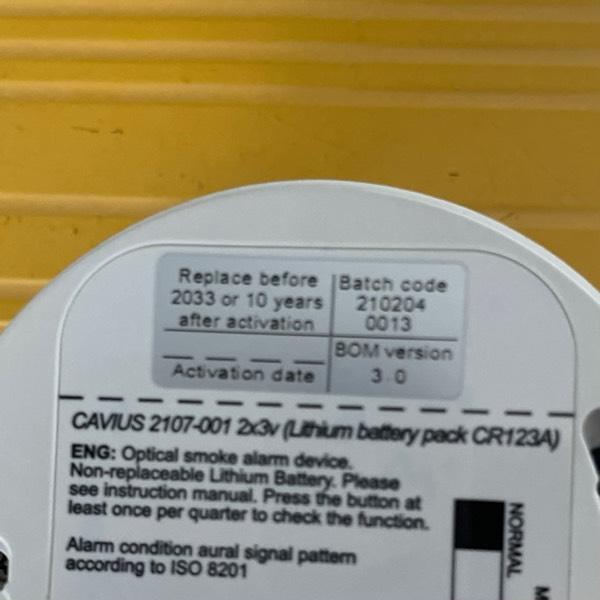 Replace before
2033 or 10 years
after activation
Activation date
Batch code
210204
0013
BOM version
3.0
CAVIUS 2107-001 2x3v (Lithium battery pack CR123A)
ENG: Optical smoke alarm device.
Non-replaceable Lithium Battery. Please
see instruction manual. Press the button at
least once per quarter to check the function.
Alarm condition aural signal pattern
according to ISO 8201
NORMAL